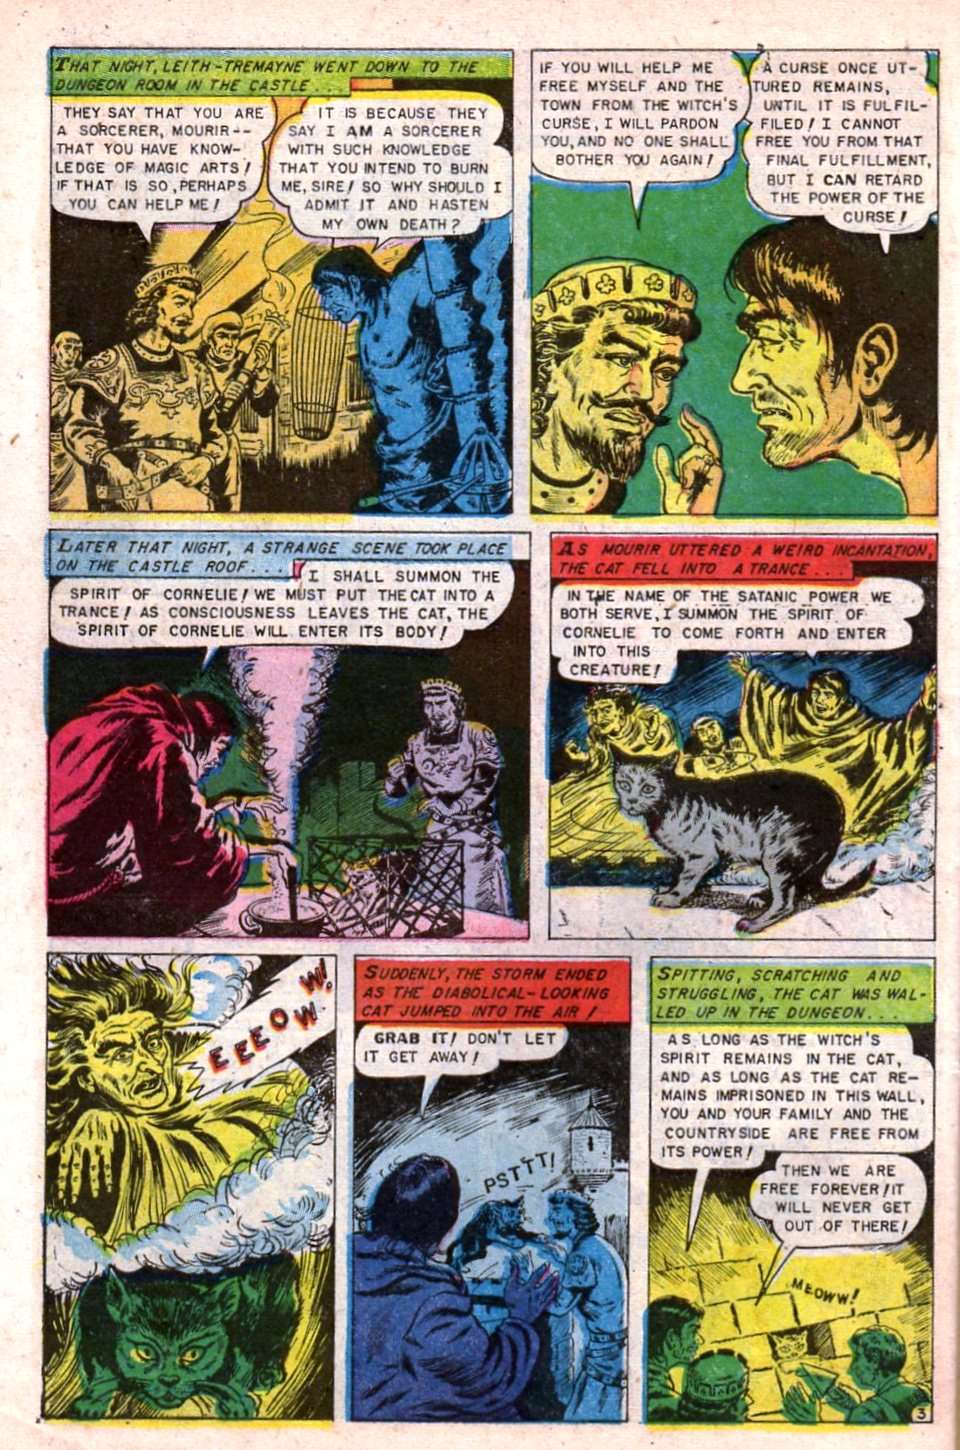 THAT NIGHT, LEITH-TREMAYNE WENT DOWN TO THE
DUNGEON ROOM IN THE CASTLE....
THEY SAY THAT YOU ARE
A SORCERER, MOURIR--
THAT YOU HAVE KNOW-
LEDGE OF MAGIC ARTS!
IF THAT IS SO, PERHAPS
YOU CAN HELP ME!
IT IS BECAUSE THEY
SAY I AM A SORCERER
WITH SUCH KNOWLEDGE
THAT YOU INTEND TO BURN
ME, SIRE! SO WHY SHOULD I
ADMIT IT AND HASTEN
MY OWN DEATH?
IF YOU WILL HELP ME
FREE MYSELF AND THE
TOWN FROM THE WITCH'S
CURSE, I WILL PARDON
YOU, AND NO ONE SHALL
BOTHER YOU AGAIN!
A CURSE ONCE UT-
TURED REMAINS,
UNTIL IT IS FULFIL-
FILLED! I CANNOT
FREE YOU FROM THAT
FINAL FULFILLMENT,
BUT I CAN RETARD
THE POWER OF THE
CURSE!
LATER THAT NIGHT, A STRANGE SCENE TOOK PLACE
ON THE CASTLE ROOF....
I SHALL SUMMON THE
SPIRIT OF CORNELIE! WE MUST PUT THE CAT INTO A
TRANCE! AS CONSCIOUSNESS LEAVES THE CAT, THE
SPIRIT OF CORNELIE WILL ENTER ITS BODY!
AS MOURIR UTTERED A WEIRD INCANTATION,
THE CAT FELL INTO A TRANCE....
IN THE NAME OF THE SATANIC POWER WE
BOTH SERVE, I SUMMON THE SPIRIT OF
CORNELIE TO COME FORTH AND ENTER
INTO THIS
CREATURE!
EEEOW W!
SUDDENLY, THE STORM ENDED
AS THE DIABOLICAL-LOOKING
CAT JUMPED INTO THE AIR!
GRAB IT! DON'T LET
IT GET AWAY!
PSTTT!
SPITTING, SCRATCHING AND
STRUGGLING, THE CAT WAS WAL-
LED UP IN THE DUNGEON...
AS LONG AS THE WITCH'S
SPIRIT REMAINS IN THE CAT,
AND AS LONG AS THE CAT RE-
MAINS IMPRISONED IN THIS WALL,
YOU AND YOUR FAMILY AND THE
COUNTRYSIDE ARE FREE FROM
ITS POWER!
THEN WE ARE
FREE FOREVER! IT
WILL NEVER GET
OUT OF THERE!
MEOWW!
3